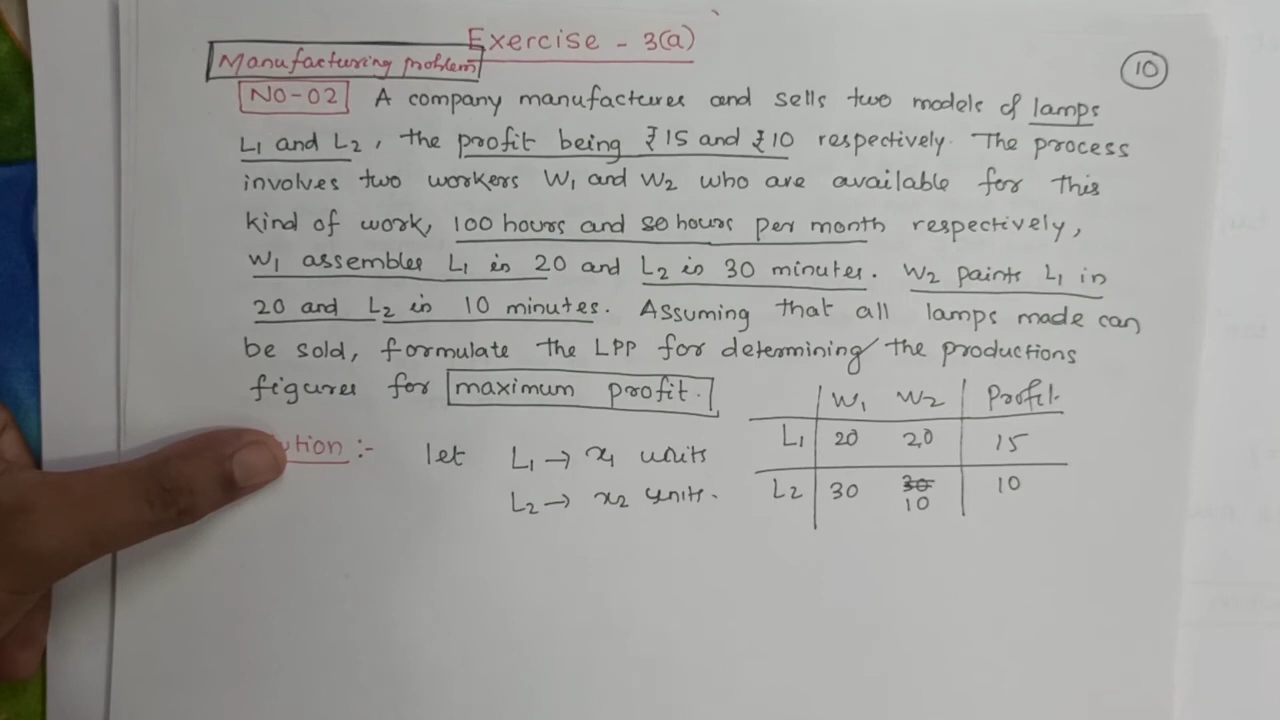 Exercise - 3(a)
Manufacturing problem
10
NO-02 A company manufactures and sells two models of lamps
L1 and L2, the profit being ₹15 and ₹10 respectively. The process
involves two workers W1 and W2 who are available for this
kind of work, 100 hours and 80 hours per month respectively,
W1 assembles L1 in 20 and L2 in 30 minutes. W2 paints L1 in
20 and L2 in 10 minutes. Assuming that all lamps made can
be sold, formulate the LPP for determining the productions
figures for maximum profit.
W1 W2 Profit.
L1 20 20 15
L2 30 30 10
10
ution :- let L1 → x1 units
L2 → x2 units.